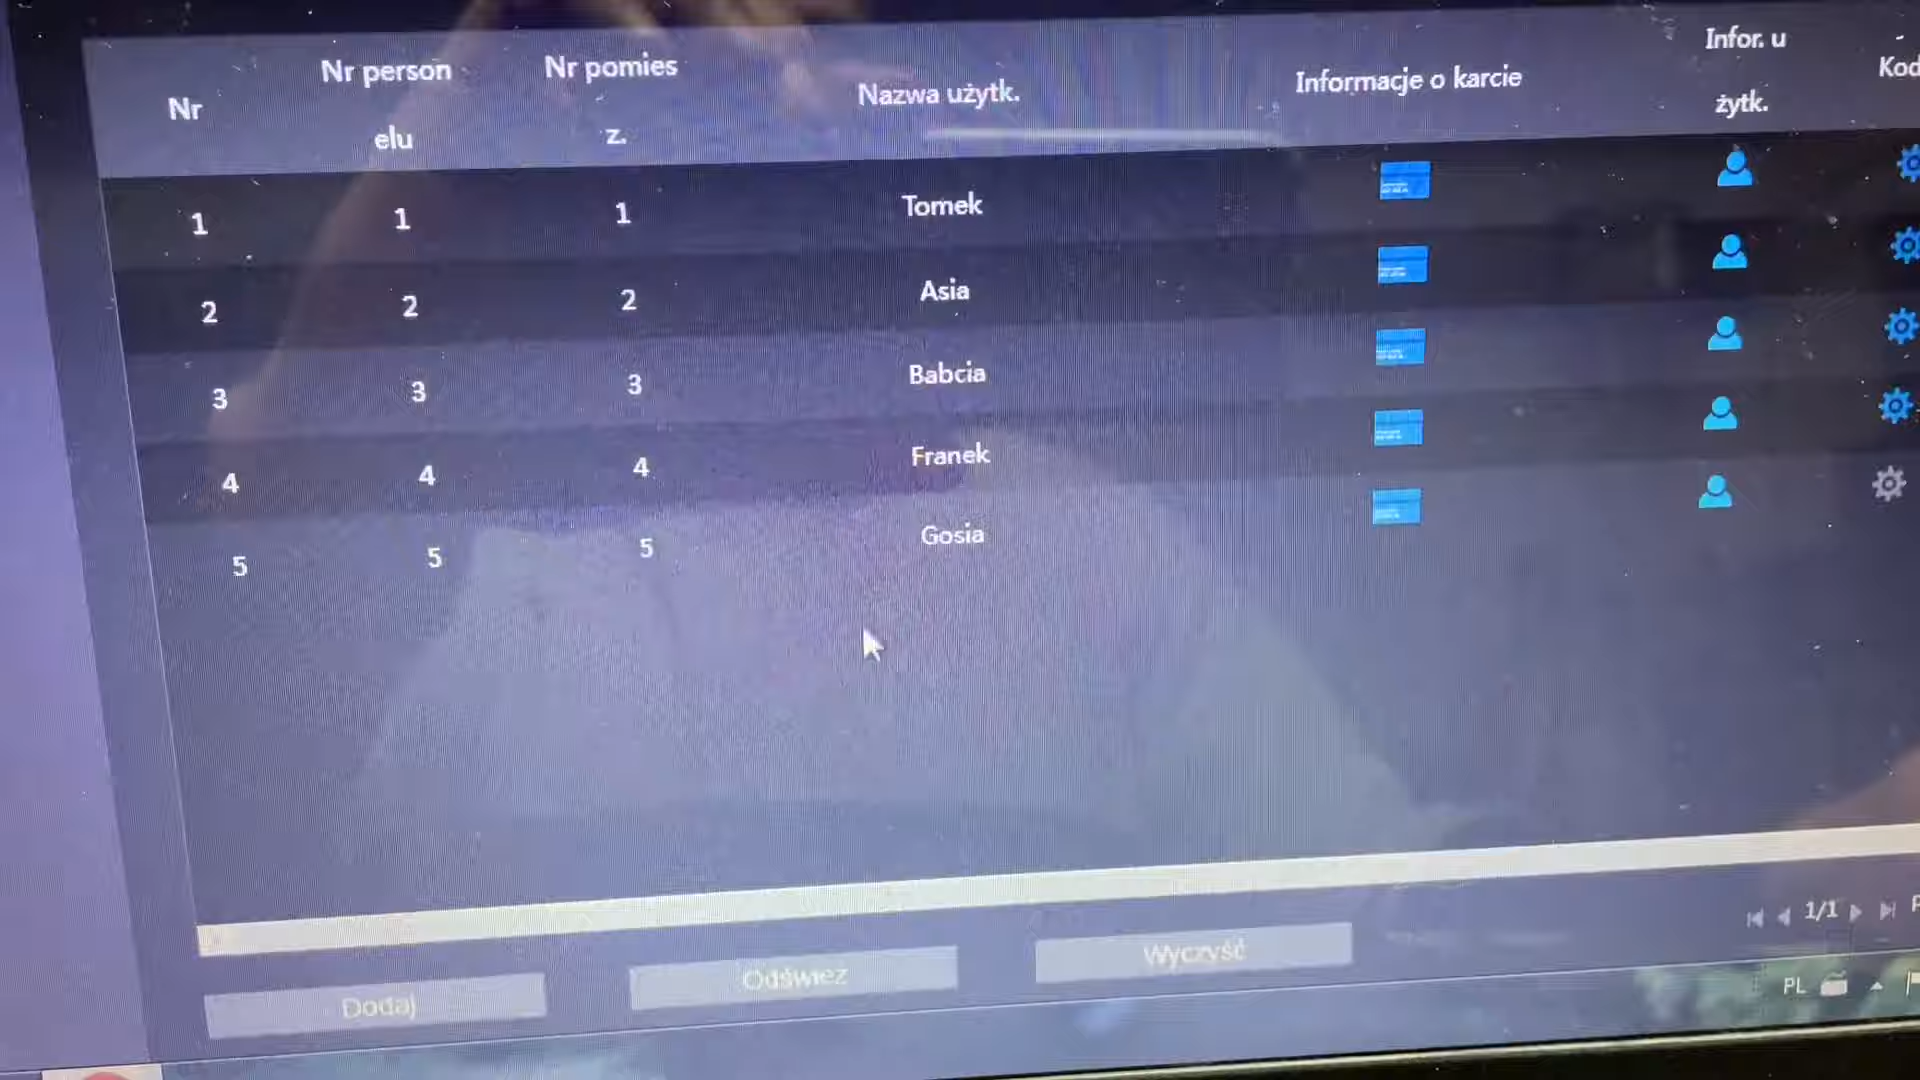 Nr
Nr person
elu
Nr pomies
z.
Nazwa użytk.
Informacje o karcie
Infor. u
żytk.
Kod
1 1 1 Tomek
2 2 2 Asia
3 3 3 Babcia
4 4 4 Franek
5 5 5 Gosia
1/1
Dodaj
Odśwież
Wyczyść
PL